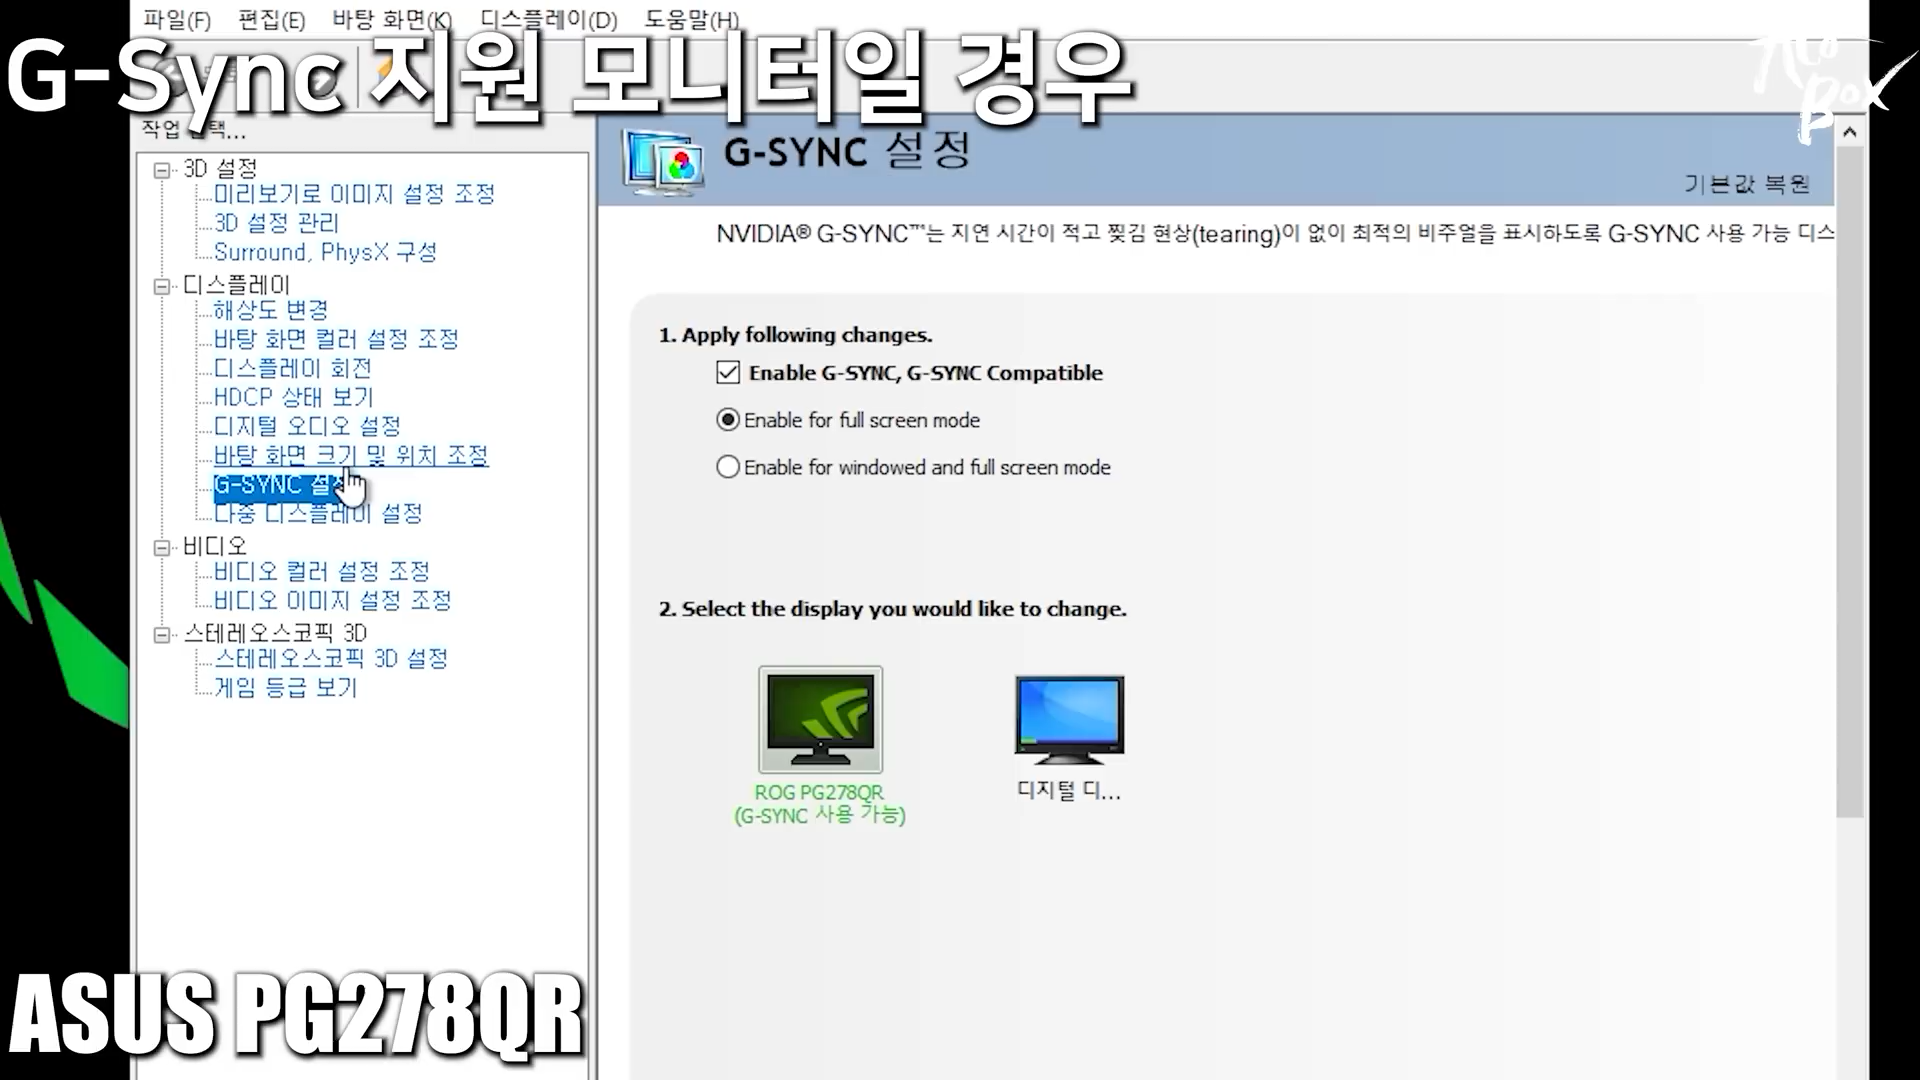 파일(F) 편집(E) 바탕 화면(K) 디스플레이(D) 도움말(H)
G-Sync 지원 모니터일 경우
작업
3D 설정
미리보기로 이미지 설정 조정
3D 설정 관리
Surround, PhysX 구성
디스플레이
해상도 변경
바탕 화면 컬러 설정 조정
디스플레이 회전
HDCP 상태 보기
디지털 오디오 설정
바탕 화면 크기 및 위치 조정
G-SYNC 설정
다중 디스플레이 설정
비디오
비디오 컬러 설정 조정
비디오 이미지 설정 조정
스테레오스코픽 3D
스테레오스코픽 3D 설정
게임 등급 보기
G-SYNC 설정
기본값 복원
NVIDIA® G-SYNC™는 지연 시간이 적고 찢김 현상(tearing)이 없이 최적의 비주얼을 표시하도록 G-SYNC 사용 가능 디스
1. Apply following changes.
Enable G-SYNC, G-SYNC Compatible
Enable for full screen mode
Enable for windowed and full screen mode
2. Select the display you would like to change.
ROG PG278QR
(G-SYNC 사용 가능)
디지털 디...
ASUS PG278QR